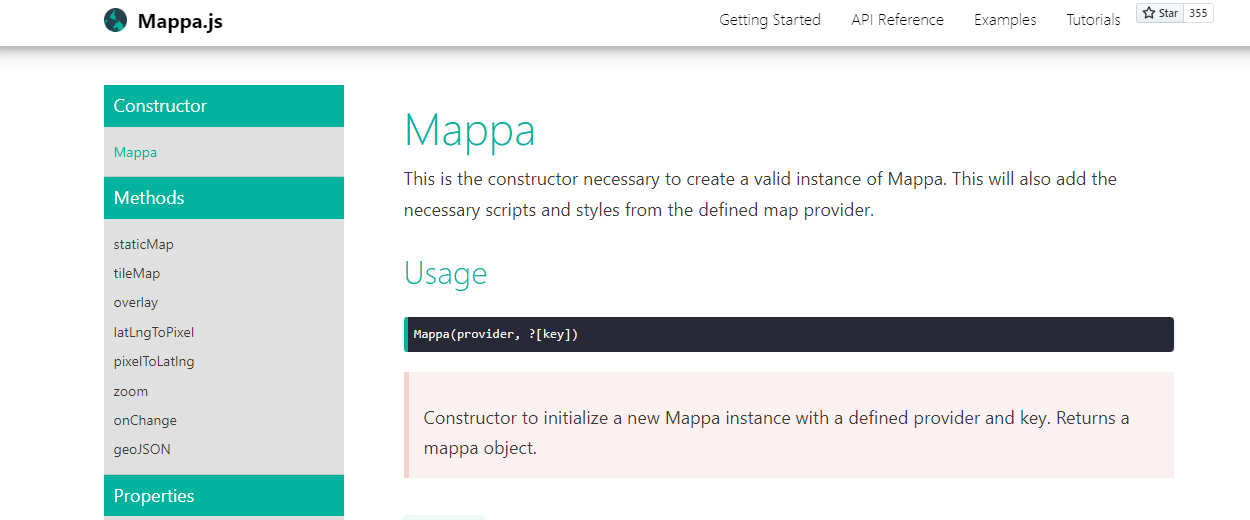 Mappa.js
Getting Started
API Reference
Examples
Tutorials
Star
355
Constructor
Mappa
Methods
staticMap
tileMap
overlay
latLngToPixel
pixelToLatlng
zoom
onChange
geoJSON
Properties
Mappa
This is the constructor necessary to create a valid instance of Mappa. This will also add the
necessary scripts and styles from the defined map provider.
Usage
Mappa(provider, ?[key])
Constructor to initialize a new Mappa instance with a defined provider and key. Returns a
mappa object.